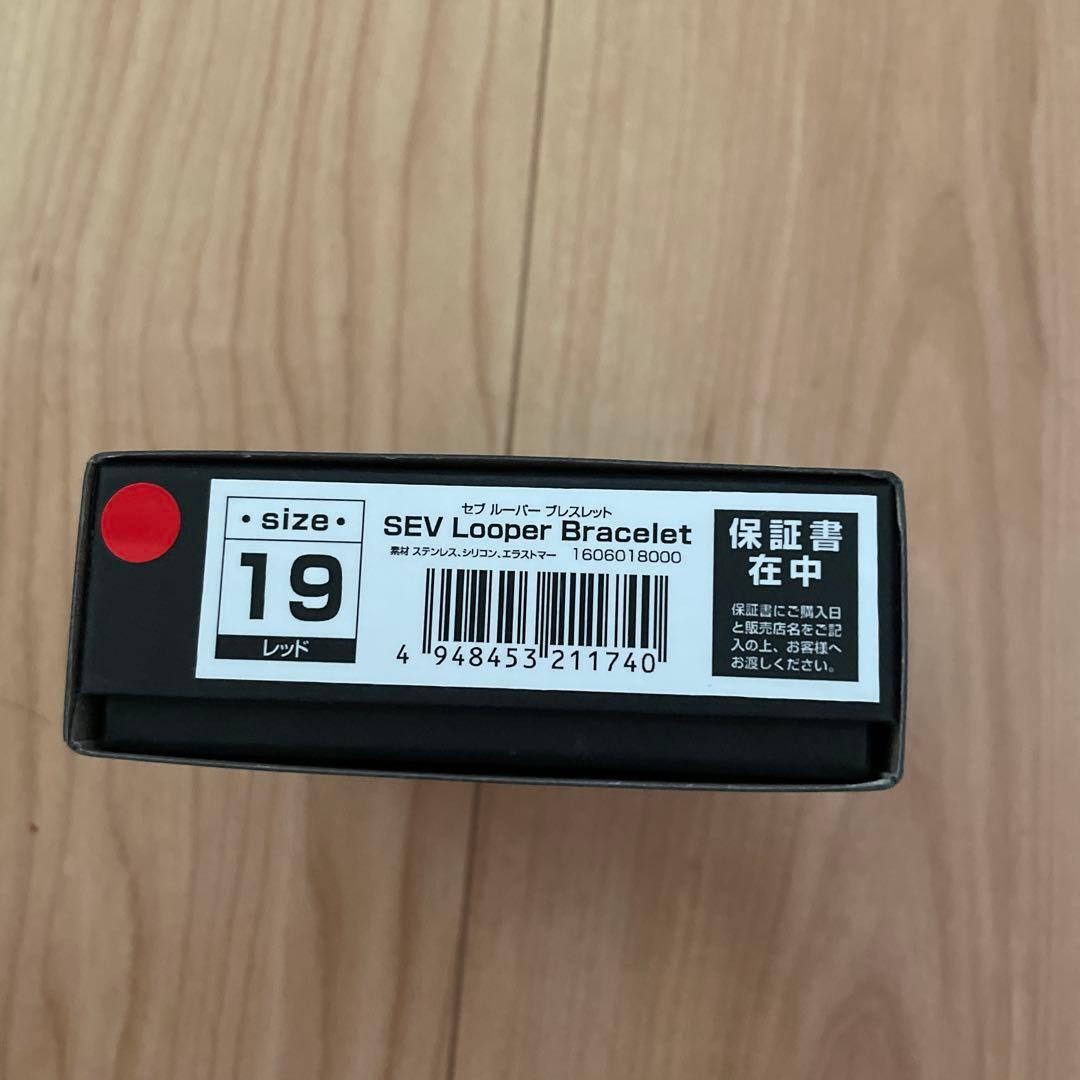 ・size・
19
レッド
セブ ルーパー ブレスレット
SEV Looper Bracelet
素材 ステンレス、シリコン、エラストマー 1606018000
4 948453 211740
保証書
在中
保証書にご購入日
と販売店名をご記
入の上、お客様へ
お渡しください。